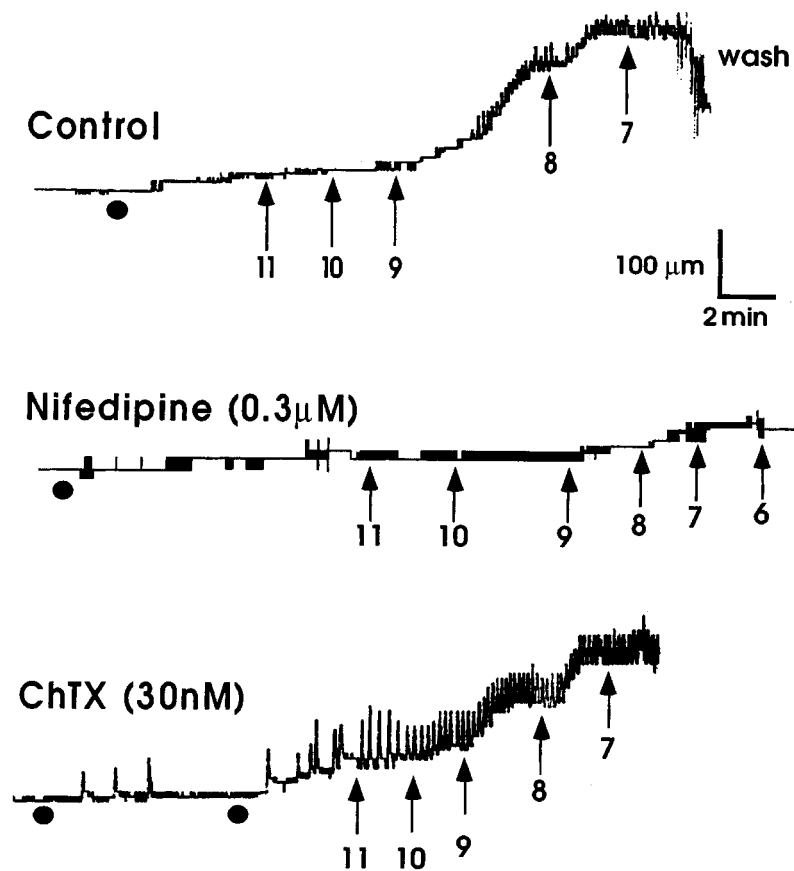 wash
Control
8
7
11
10
9
100 μm
2 min
Nifedipine (0.3μM)
11
10
9
8
7
6
ChTX (30nM)
7
8
11
10
9